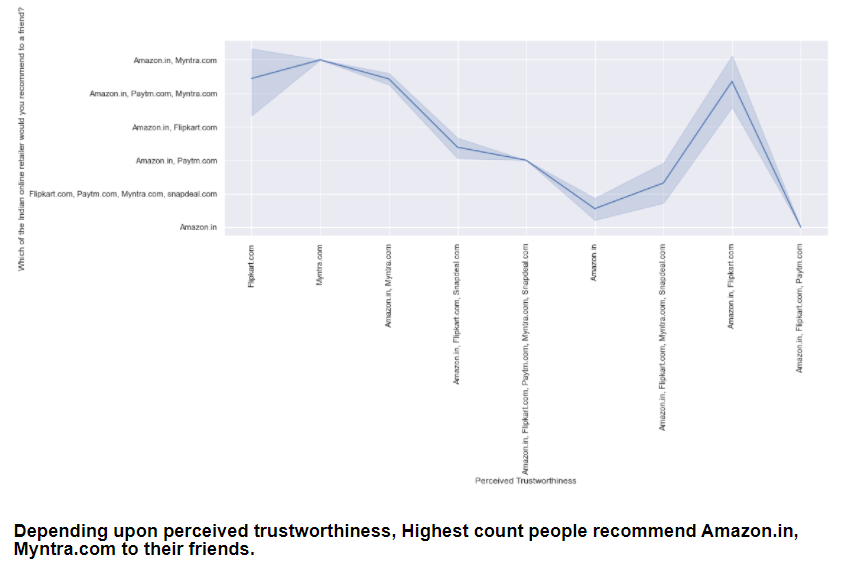 Which of the Indian online retailer would you recommend to a friend?
Amazon.in, Myntra.com
Amazon.in, Paytm.com, Myntra.com
Amazon.in, Flipkart.com
Amazon.in, Paytm.com
Flipkart.com, Paytm.com, Myntra.com, snapdeal.com
Amazon.in
Flipkart.com
Myntra.com
Amazon.in, Myntra.com
Amazon.in, Flipkart.com, Snapdeal.com
Amazon.in, Flipkart.com, Paytm.com, Myntra.com, Snapdeal.com
Amazon.in
Amazon.in, Flipkart.com, Myntra.com, Snapdeal.com
Amazon.in, Flipkart.com
Amazon.in, Flipkart.com, Paytm.com
Perceived Trustworthiness
Depending upon perceived trustworthiness, Highest count people recommend Amazon.in,
Myntra.com to their friends.